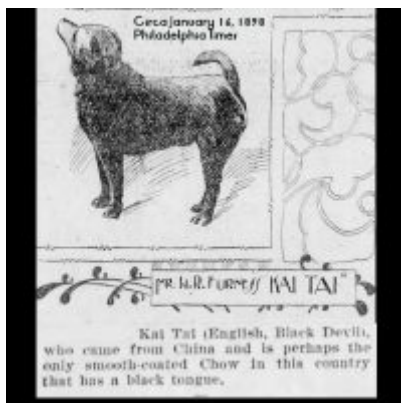 Circa January 16, 1898
Philadelphia Times
MR. W.R. FURNESS "KAI TAI"
Kai Tai (English, Black Devil),
who came from China and is perhaps the
only smooth-coated Chow in this country
that has a black tongue.